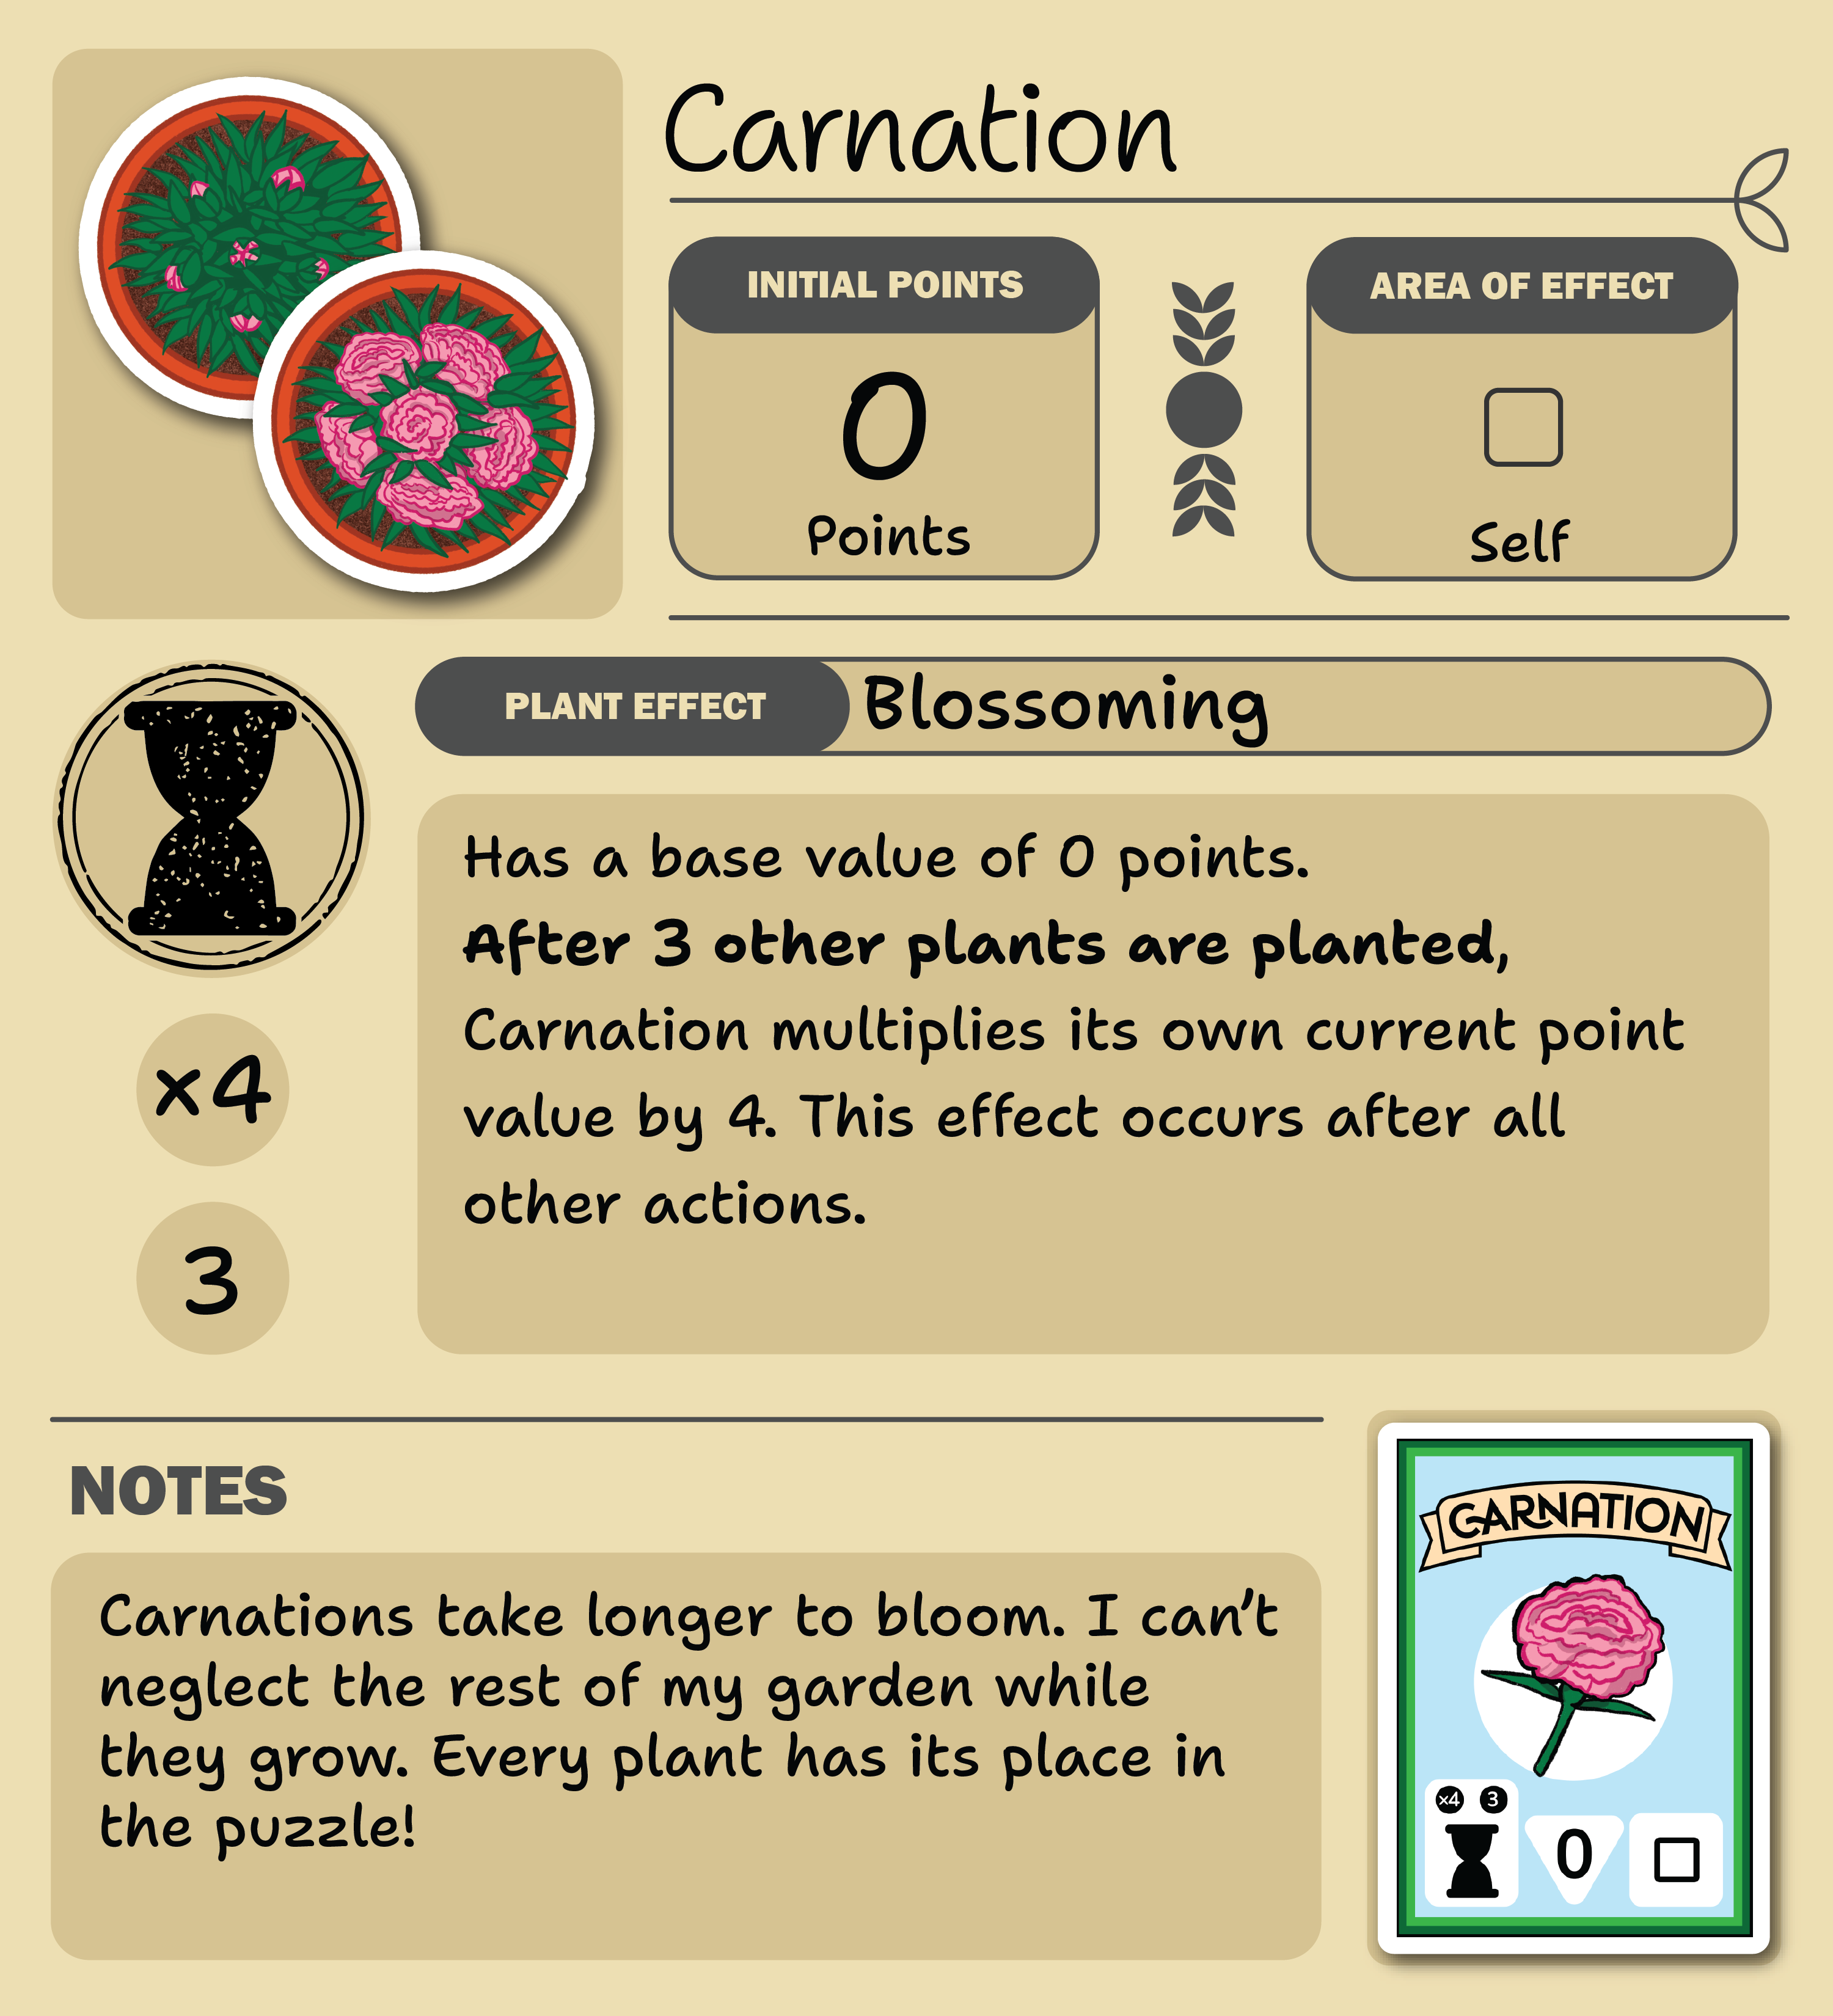 Carnation
INITIAL POINTS
0
Points
AREA OF EFFECT
Self
PLANT EFFECT
Blossoming
×4
3
Has a base value of 0 points.
After 3 other plants are planted,
Carnation multiplies its own current point
value by 4. This effect occurs after all
other actions.
NOTES
Carnations take longer to bloom. I can't
neglect the rest of my garden while
they grow. Every plant has its place in
the puzzle!
CARNATION
×4 3
0